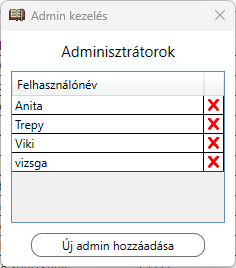 Admin kezelés
Adminisztrátorok
Felhasználónév
Anita
Trepy
Viki
vizsga
Új admin hozzáadása